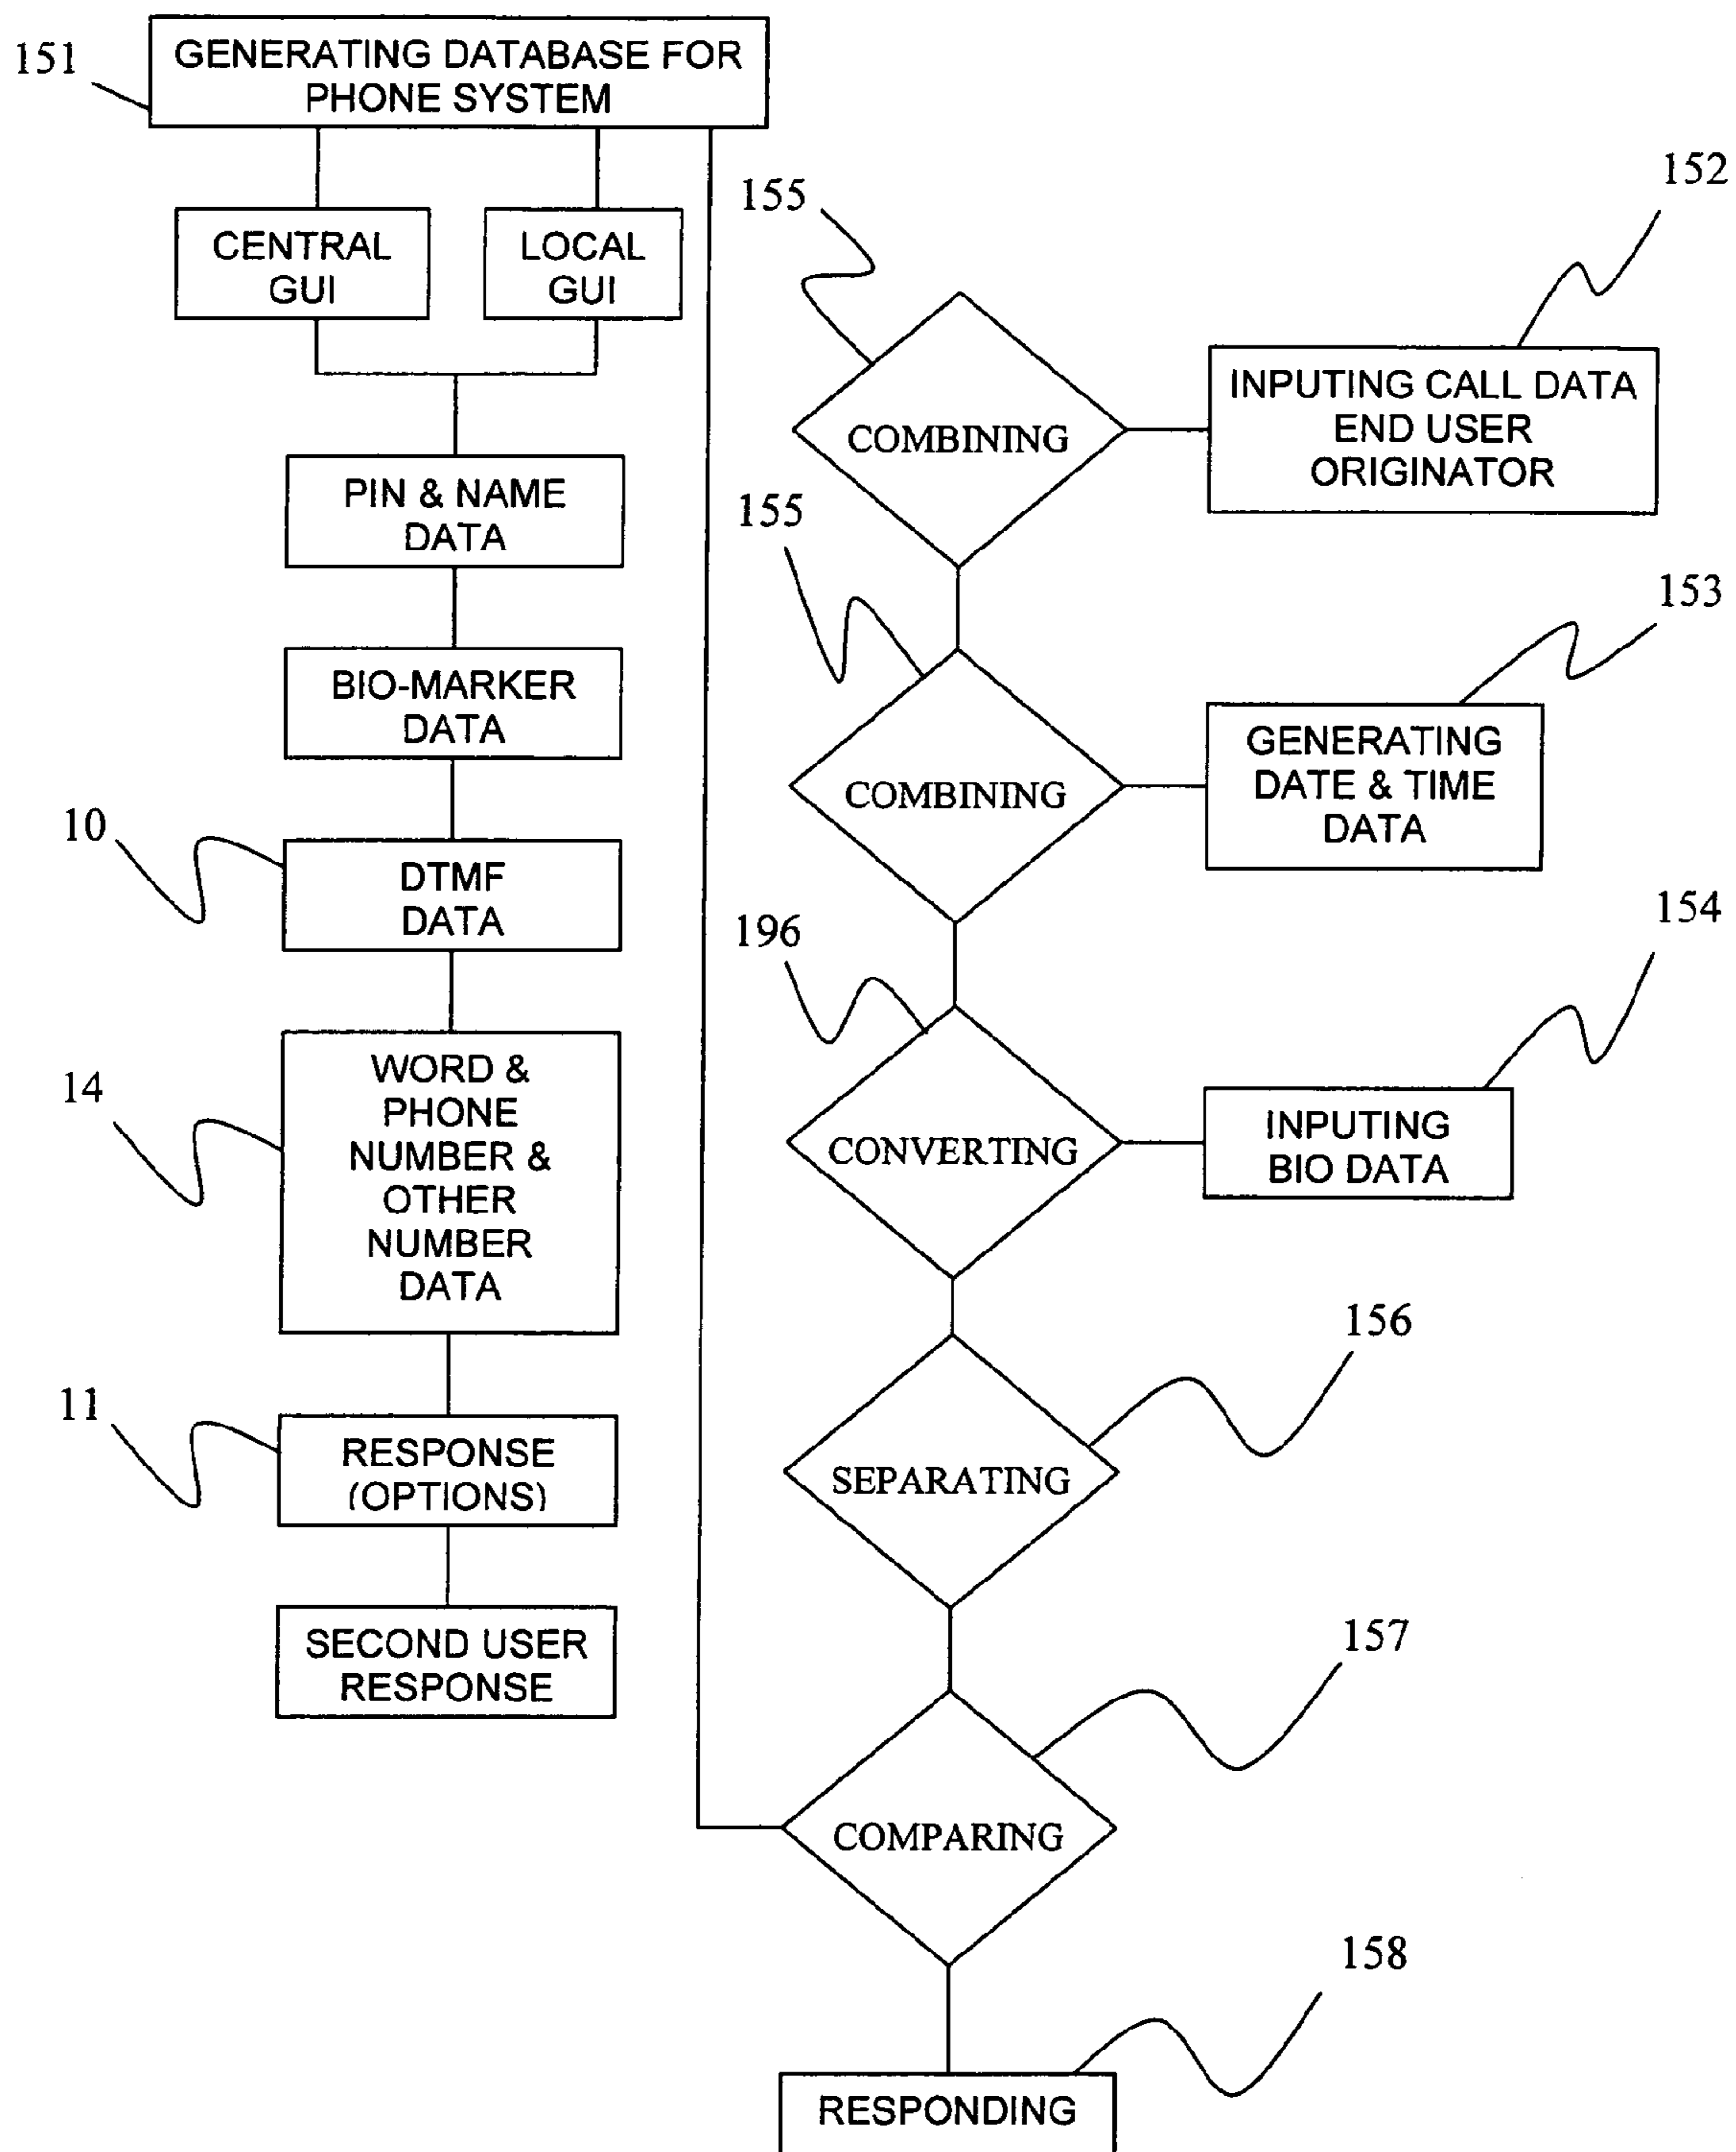 151
GENERATING DATABASE FOR
PHONE SYSTEM
CENTRAL
GUI
LOCAL
GUI
PIN & NAME
DATA
BIO-MARKER
DATA
10
DTMF
DATA
14
WORD &
PHONE
NUMBER &
OTHER
NUMBER
DATA
11
RESPONSE
(OPTIONS)
SECOND USER
RESPONSE
155
COMBINING
152
INPUTING CALL DATA
END USER
ORIGINATOR
155
COMBINING
153
GENERATING
DATE & TIME
DATA
196
CONVERTING
154
INPUTING
BIO DATA
156
SEPARATING
157
COMPARING
158
RESPONDING